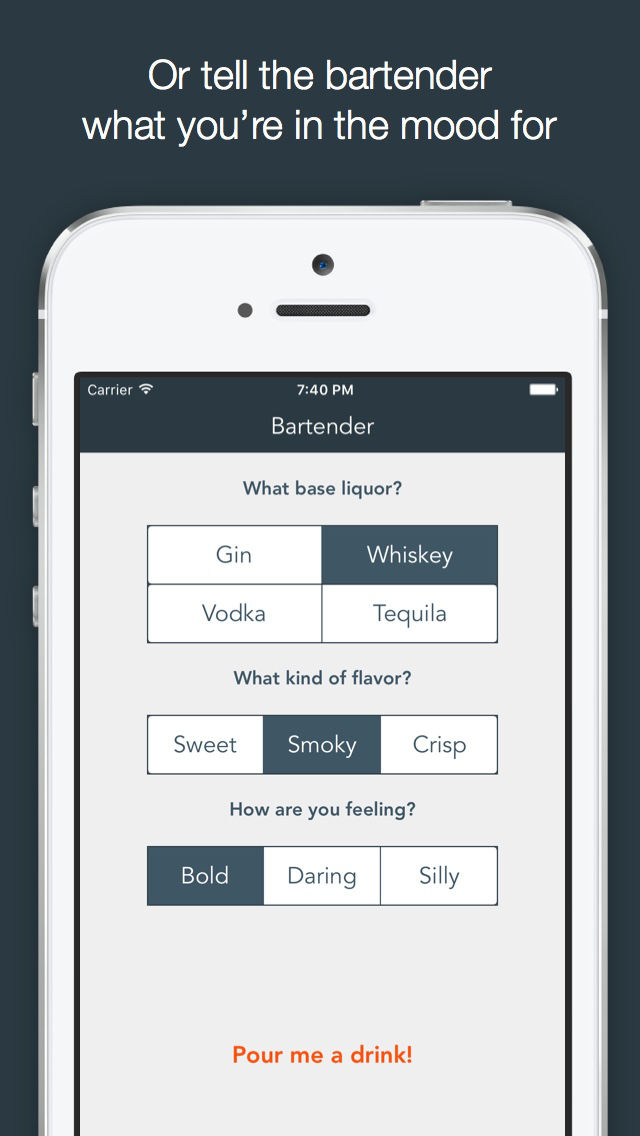 Or tell the bartender
what you’re in the mood for
Carrier 7:40 PM
Bartender
What base liquor?
Gin Whiskey
Vodka Tequila
What kind of flavor?
Sweet Smoky Crisp
How are you feeling?
Bold Daring Silly
Pour me a drink!